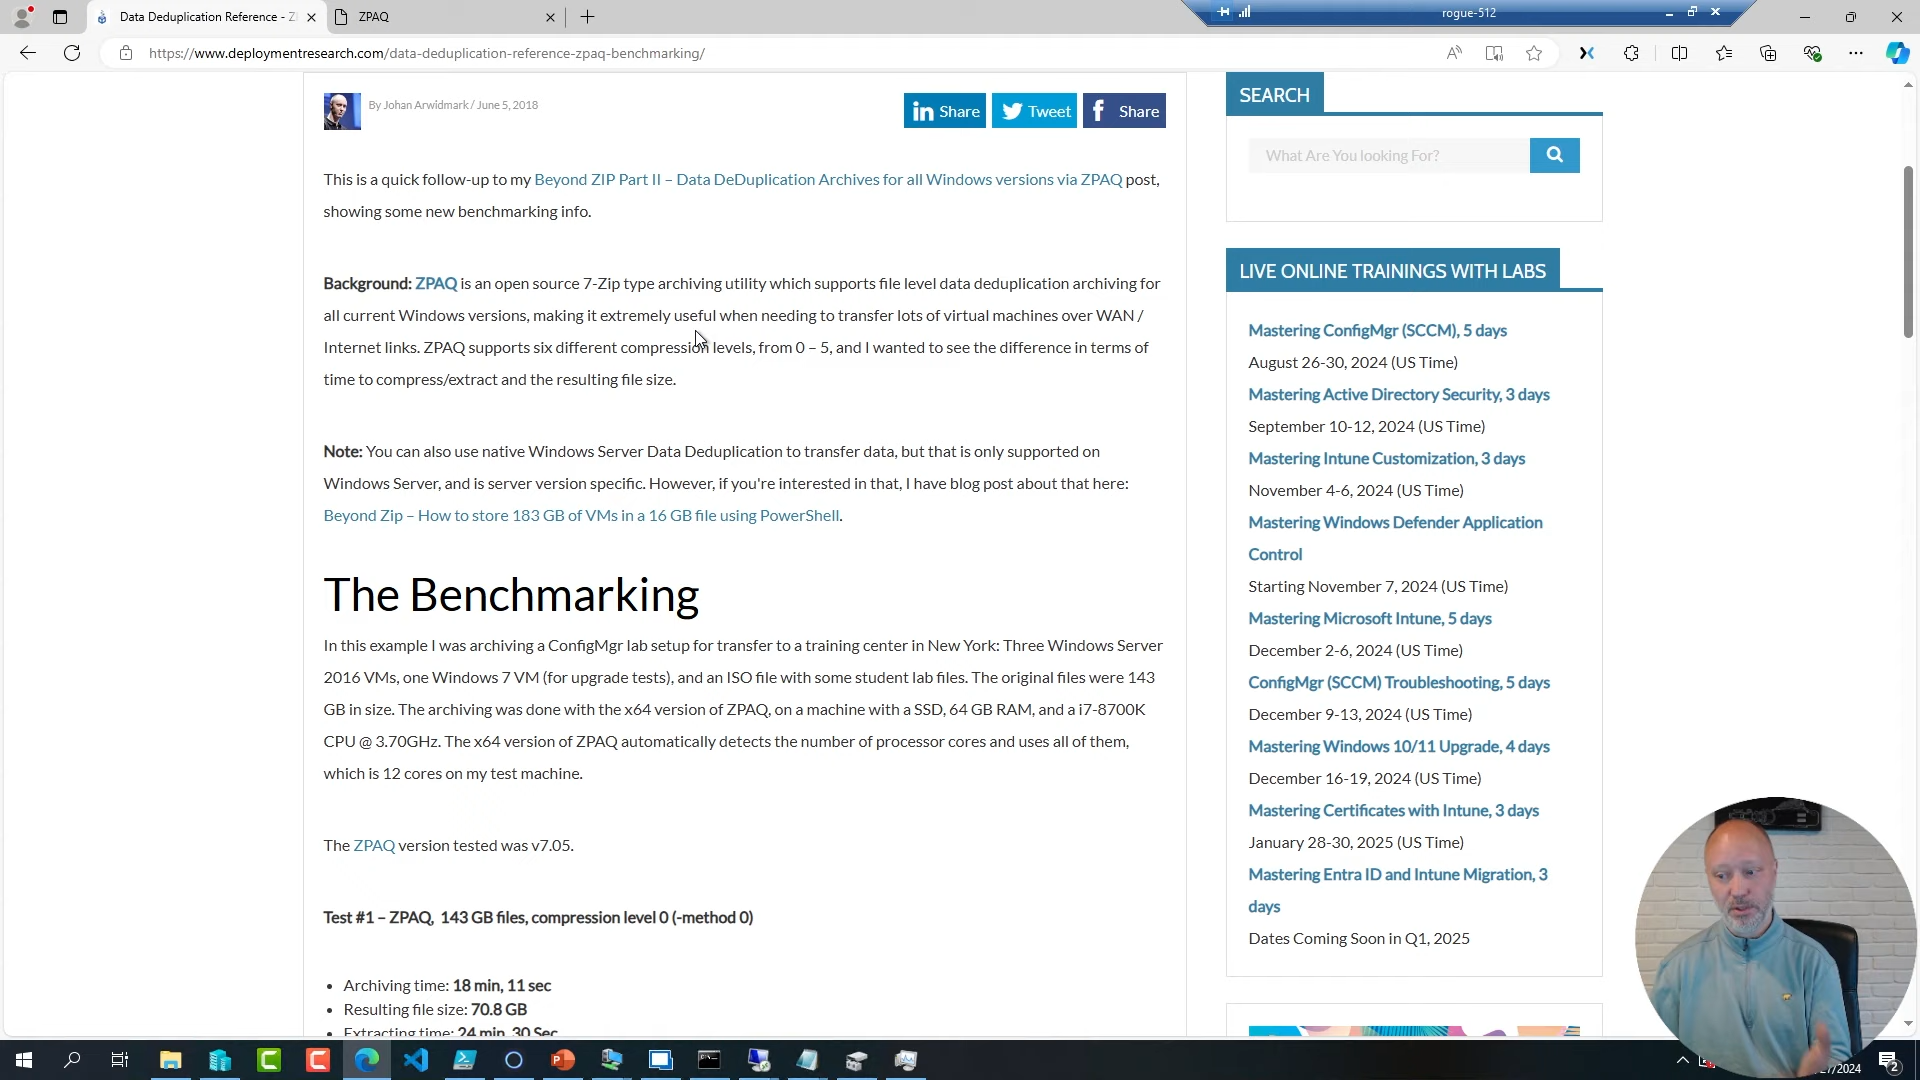 Data Deduplication Reference - Z
ZPAQ
rogue-512
https://www.deploymentresearch.com/data-deduplication-reference-zpaq-benchmarking/
By Johan Arwidmark / June 5, 2018
Share
Tweet
Share
This is a quick follow-up to my Beyond ZIP Part II – Data DeDuplication Archives for all Windows versions via ZPAQ post,
showing some new benchmarking info.
Background: ZPAQ is an open source 7-Zip type archiving utility which supports file level data deduplication archiving for
all current Windows versions, making it extremely useful when needing to transfer lots of virtual machines over WAN /
Internet links. ZPAQ supports six different compression levels, from 0 – 5, and I wanted to see the difference in terms of
time to compress/extract and the resulting file size.
Note: You can also use native Windows Server Data Deduplication to transfer data, but that is only supported on
Windows Server, and is server version specific. However, if you're interested in that, I have blog post about that here:
Beyond Zip – How to store 183 GB of VMs in a 16 GB file using PowerShell.
The Benchmarking
In this example I was archiving a ConfigMgr lab setup for transfer to a training center in New York: Three Windows Server
2016 VMs, one Windows 7 VM (for upgrade tests), and an ISO file with some student lab files. The original files were 143
GB in size. The archiving was done with the x64 version of ZPAQ, on a machine with a SSD, 64 GB RAM, and a i7-8700K
CPU @ 3.70GHz. The x64 version of ZPAQ automatically detects the number of processor cores and uses all of them,
which is 12 cores on my test machine.
The ZPAQ version tested was v7.05.
Test #1 – ZPAQ, 143 GB files, compression level 0 (-method 0)
Archiving time: 18 min, 11 sec
Resulting file size: 70.8 GB
Extracting time: 24 min, 30 Sec
SEARCH
What Are You looking For?
LIVE ONLINE TRAININGS WITH LABS
Mastering ConfigMgr (SCCM), 5 days
August 26-30, 2024 (US Time)
Mastering Active Directory Security, 3 days
September 10-12, 2024 (US Time)
Mastering Intune Customization, 3 days
November 4-6, 2024 (US Time)
Mastering Windows Defender Application
Control
Starting November 7, 2024 (US Time)
Mastering Microsoft Intune, 5 days
December 2-6, 2024 (US Time)
ConfigMgr (SCCM) Troubleshooting, 5 days
December 9-13, 2024 (US Time)
Mastering Windows 10/11 Upgrade, 4 days
December 16-19, 2024 (US Time)
Mastering Certificates with Intune, 3 days
January 28-30, 2025 (US Time)
Mastering Entra ID and Intune Migration, 3
days
Dates Coming Soon in Q1, 2025
2